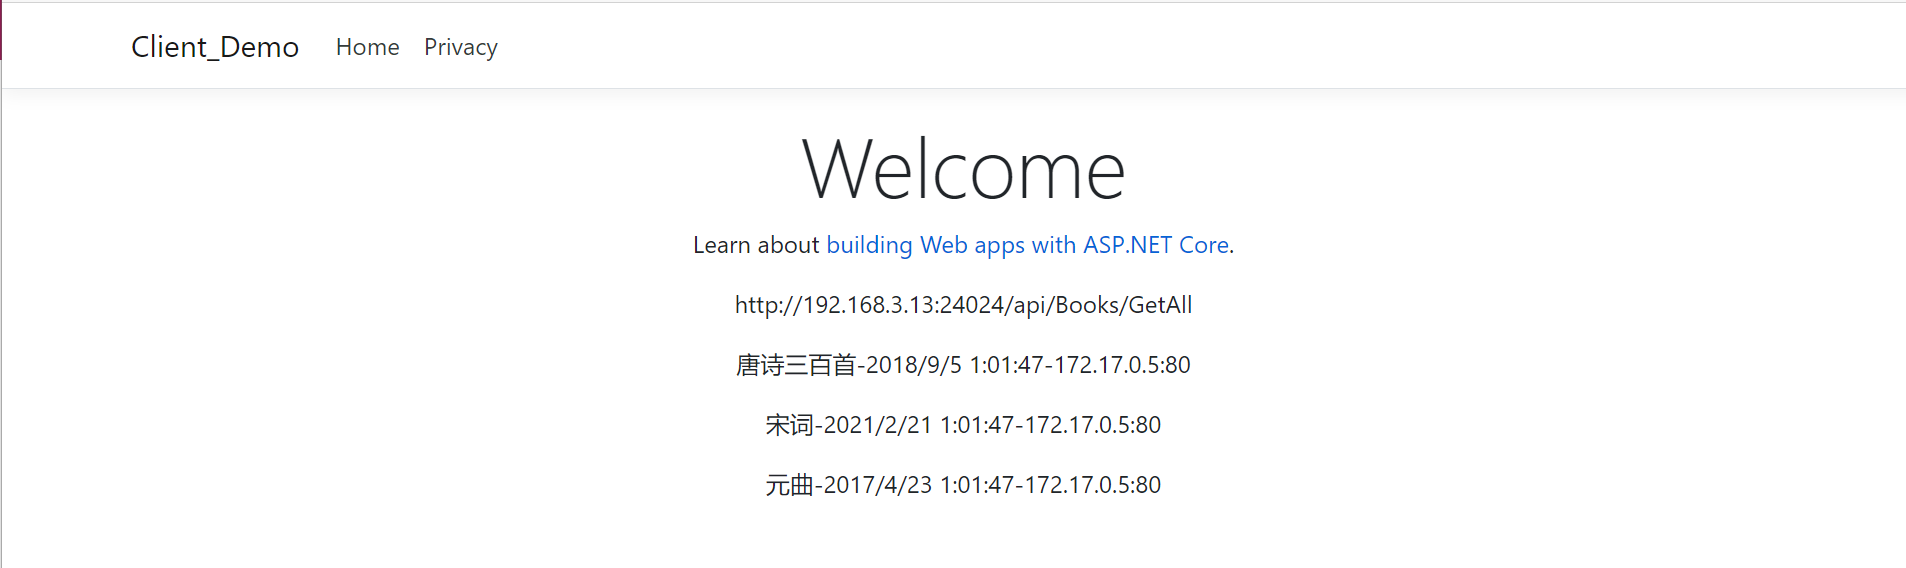 Client_Demo Home Privacy
Welcome
Learn about building Web apps with ASP.NET Core.
http://192.168.3.13:24024/api/Books/GetAll
唐诗三百首-2018/9/5 1:01:47-172.17.0.5:80
宋词-2021/2/21 1:01:47-172.17.0.5:80
元曲-2017/4/23 1:01:47-172.17.0.5:80